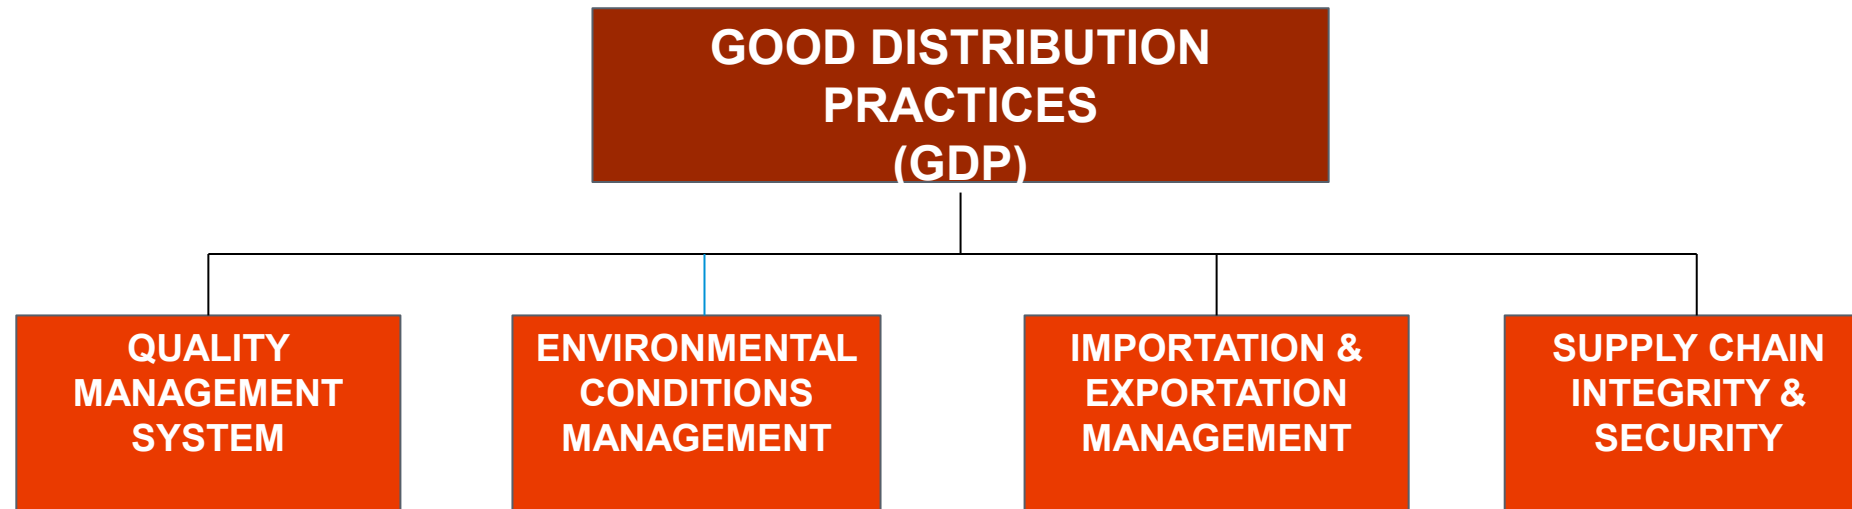 GOOD DISTRIBUTION
PRACTICES
(GDP)
QUALITY
MANAGEMENT
SYSTEM
ENVIRONMENTAL
CONDITIONS
MANAGEMENT
IMPORTATION &
EXPORTATION
MANAGEMENT
SUPPLY CHAIN
INTEGRITY &
SECURITY